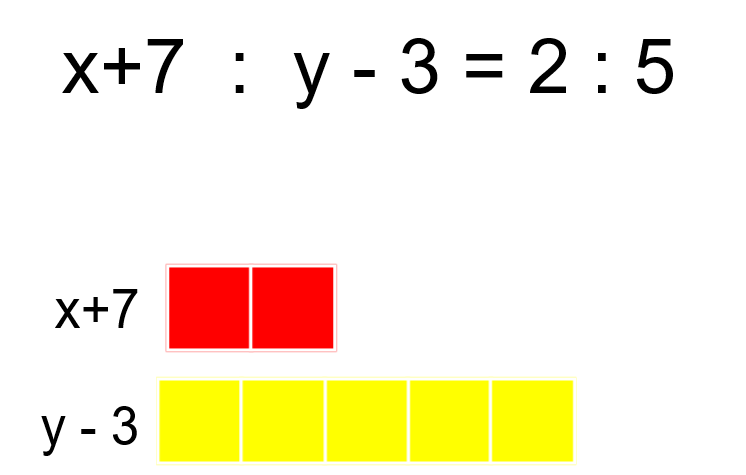 x+7 : y - 3 = 2 : 5
x+7
y - 3